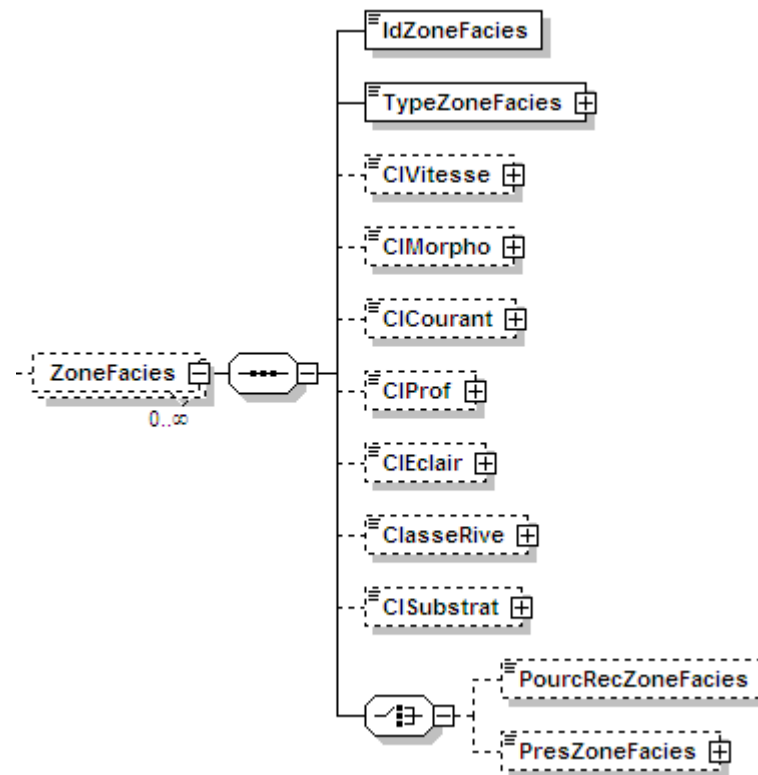 IdZoneFacies
TypeZoneFacies
ClVitesse
ClMorpho
ClCourant
ZoneFacies
0..∞
ClProf
ClEclair
ClasseRive
ClSubstrat
PourcRecZoneFacies
PresZoneFacies